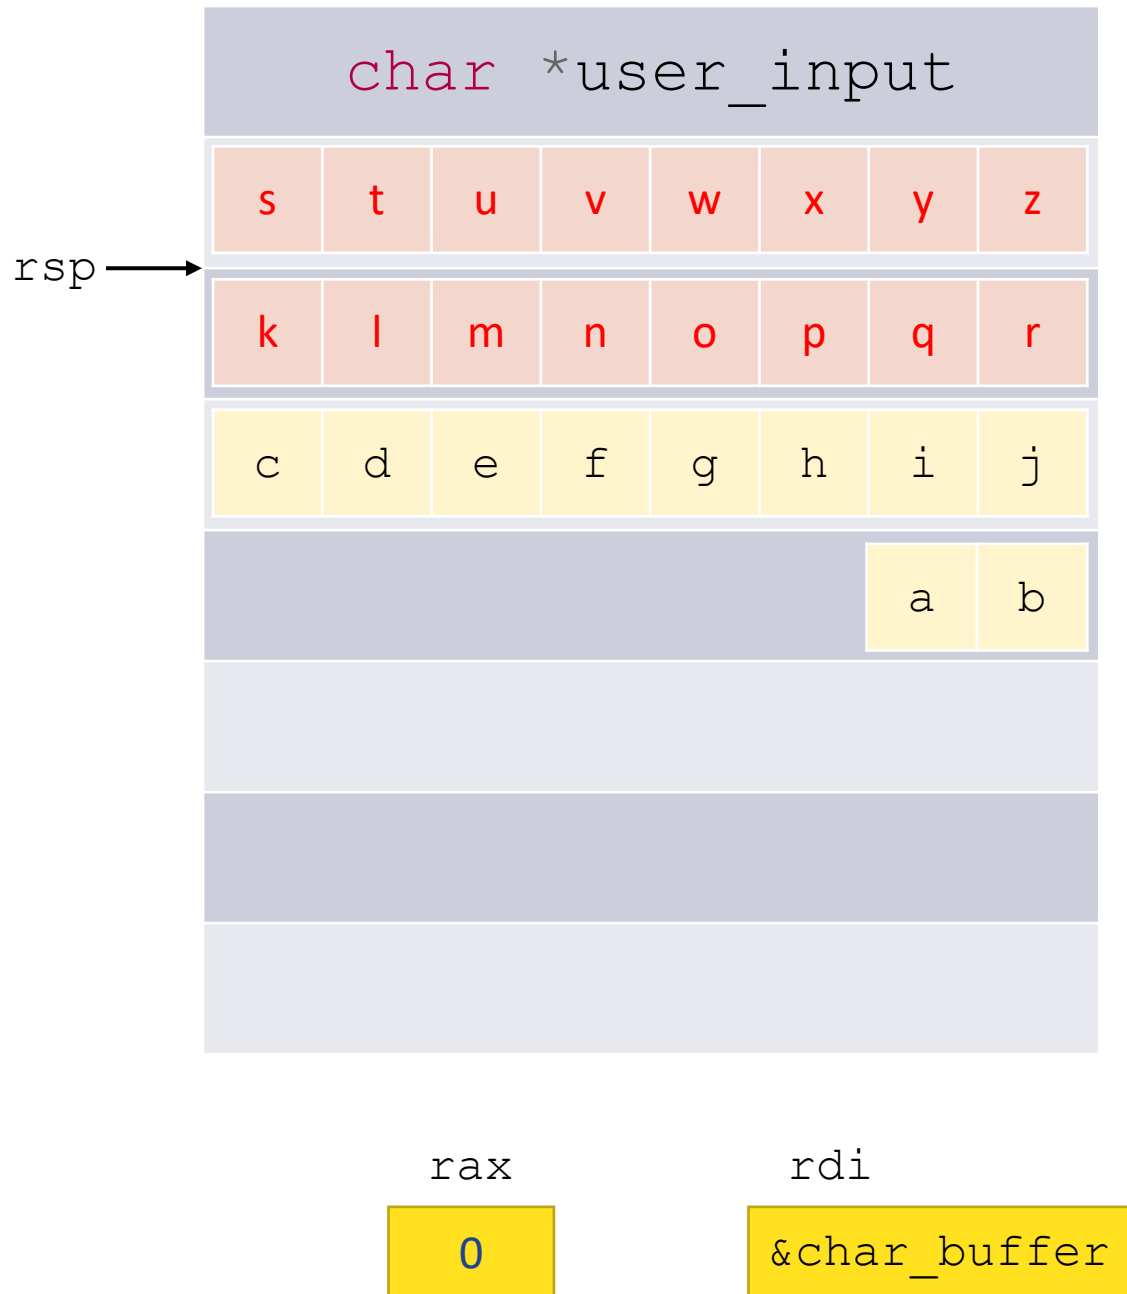 char *user_input
s t u v w x y z
rsp
k l m n o p q r
c d e f g h i j
a b
rax rdi
0 &char_buffer